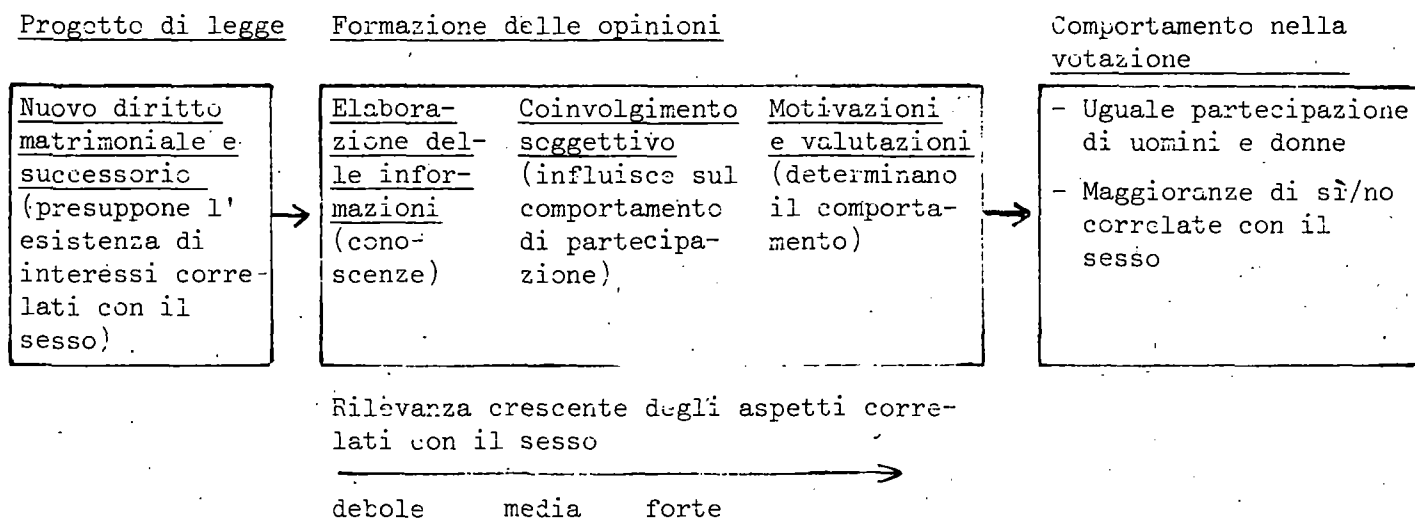 Progetto di legge
Formazione delle opinioni
Comportamento nella
votazione
Nuovo diritto
matrimoniale e
successorio
(presuppone l'
esistenza di
interessi corre-
lati con il
sesso)
Elabora-
zione del-
le infor-
mazioni
(cono-
scenze)
Coinvolgimento
soggettivo
(influisce sul
comportamento
di partecipa-
zione)
Motivazioni
e valutazioni
(determinano
il comporta-
mento)
- Uguale partecipazione
di uomini e donne
- Maggioranze di sì/no
correlate con il
sesso
Rilevanza crescente degli aspetti corre-
lati con il sesso
debole media forte